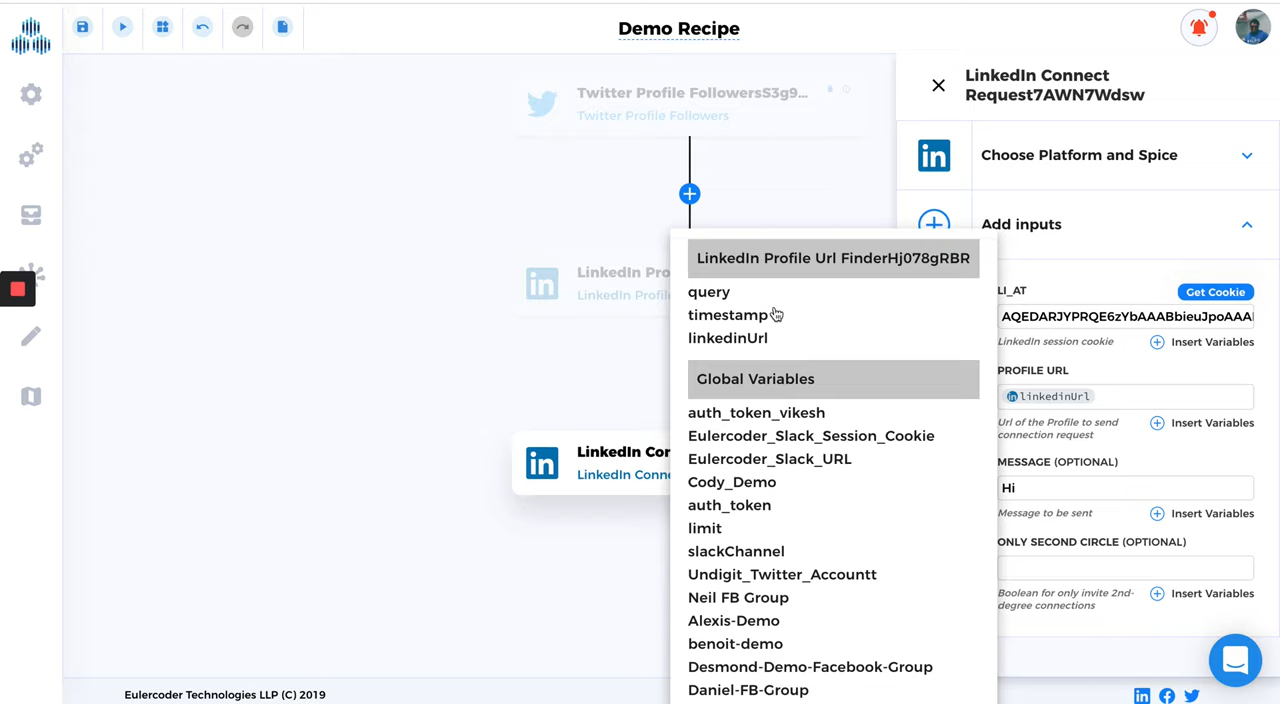 Demo Recipe
Twitter Profile FollowersS3g9...
Twitter Profile Followers
LinkedIn Pro
LinkedIn Profile
LinkedIn Con
LinkedIn Conne
LinkedIn Profile Url FinderHj078gRBR
query
timestamp
linkedinUrl
Global Variables
auth_token_vikesh
Eulercoder_Slack_Session_Cookie
Eulercoder_Slack_URL
Cody_Demo
auth_token
limit
slackChannel
Undigit_Twitter_Accountt
Neil FB Group
Alexis-Demo
benoit-demo
Desmond-Demo-Facebook-Group
Daniel-FB-Group
LinkedIn Connect
Request7AWN7Wdsw
Choose Platform and Spice
Add inputs
LI_AT
Get Cookie
AQEDARJYPRQE6zYbAAABbieuJpoAAA
LinkedIn session cookie
Insert Variables
PROFILE URL
linkedinUrl
Url of the Profile to send
connection request
Insert Variables
MESSAGE (OPTIONAL)
Hi
Message to be sent
Insert Variables
ONLY SECOND CIRCLE (OPTIONAL)
Boolean for only invite 2nd-
degree connections
Insert Variables
Eulercoder Technologies LLP (C) 2019